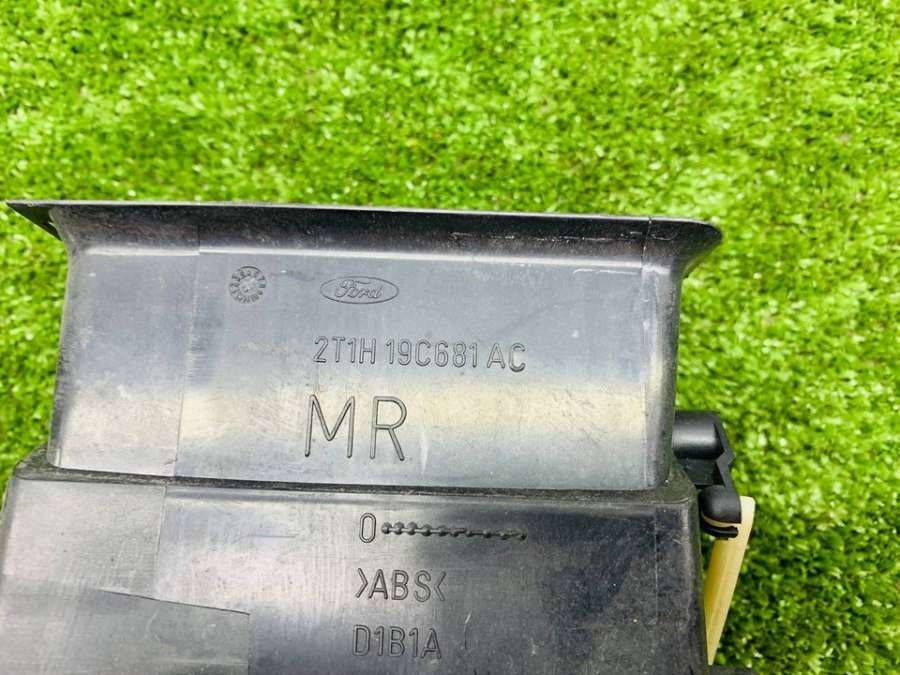 Ford
2T1H 19C681 AC
MR
O
>ABS<
D1B1A